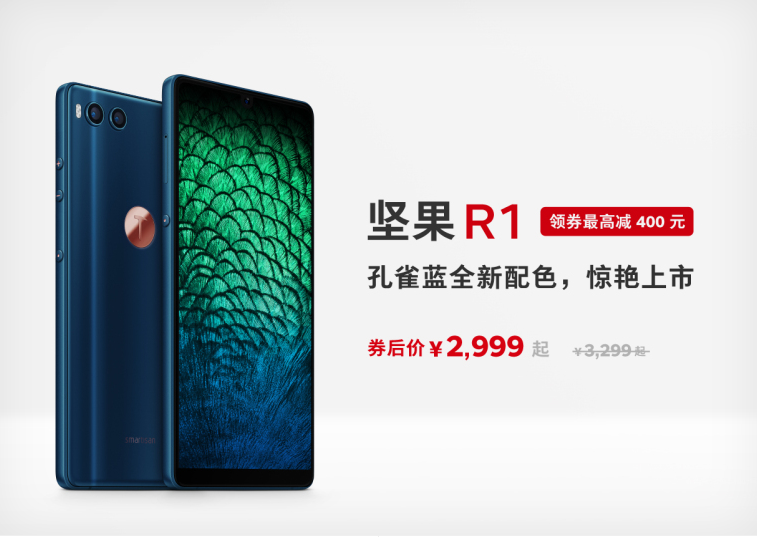 坚果 R1 领券最高减 400 元
孔雀蓝全新配色，惊艳上市
券后价 ¥ 2,999 起 ¥ 3,299 起
smartisan